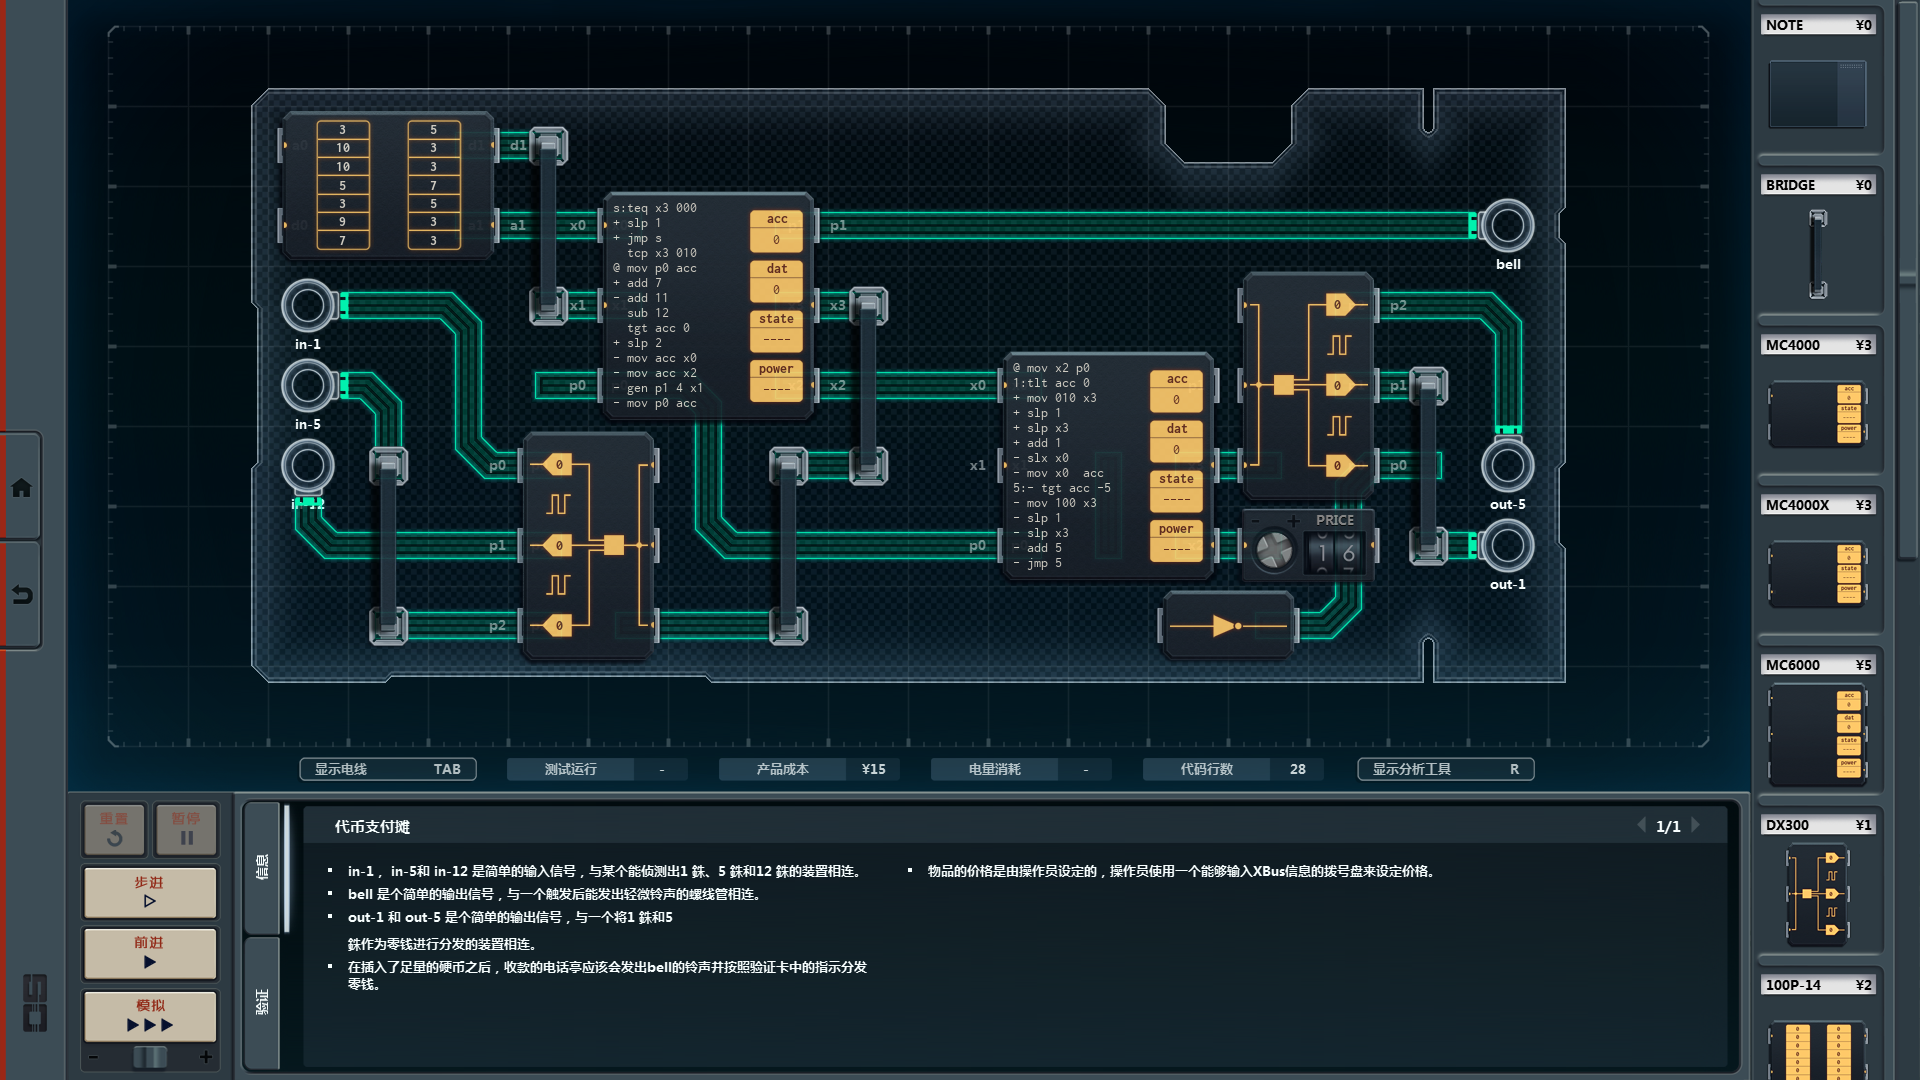 3 5
10 3
10 3
5 7
3 5
9 3
7 3
d1
a1
x0
x1
p0
s:teq x3 000
+ slp 1
+ jmp s
tcp x3 010
@ mov p0 acc
+ add 7
- add 11
sub 12
tgt acc 0
+ slp 2
- mov acc x0
- mov acc x2
- gen p1 4 x1
- mov p0 acc
acc
0
dat
0
state
----
power
----
p1
x3
x2
bell
in-1
in-5
p0
p1
p2
0
0
0
x0
x1
p0
@ mov x2 p0
1:tlt acc 0
+ mov 010 x3
+ slp 1
+ slp x3
+ add 1
- slx x0
- mov x0 acc
5:- tgt acc -5
- mov 100 x3
- slp 1
- slp x3
- add 5
- jmp 5
acc
0
dat
0
state
----
power
----
0
0
0
p2
p1
p0
- + PRICE
1 6
out-5
out-1
显示电线 TAB
测试运行 -
产品成本 ¥15
电量消耗 -
代码行数 28
显示分析工具 R
重置
暂停
步进
前进
模拟
- +
信息
验证
代币支付摊
1/1
▪ in-1， in-5和 in-12 是简单的输入信号，与某个能侦测出1 銖、5 銖和12 銖的装置相连。
▪ bell 是个简单的输出信号，与一个触发后能发出轻微铃声的螺线管相连。
▪ out-1 和 out-5 是个简单的输出信号，与一个将1 銖和5
銖作为零钱进行分发的装置相连。
▪ 在插入了足量的硬币之后，收款的电话亭应该会发出bell的铃声并按照验证卡中的指示分发
零钱。
▪ 物品的价格是由操作员设定的，操作员使用一个能够输入XBus信息的拨号盘来设定价格。
NOTE ¥0
BRIDGE ¥0
MC4000 ¥3
MC4000X ¥3
MC6000 ¥5
DX300 ¥1
100P-14 ¥2